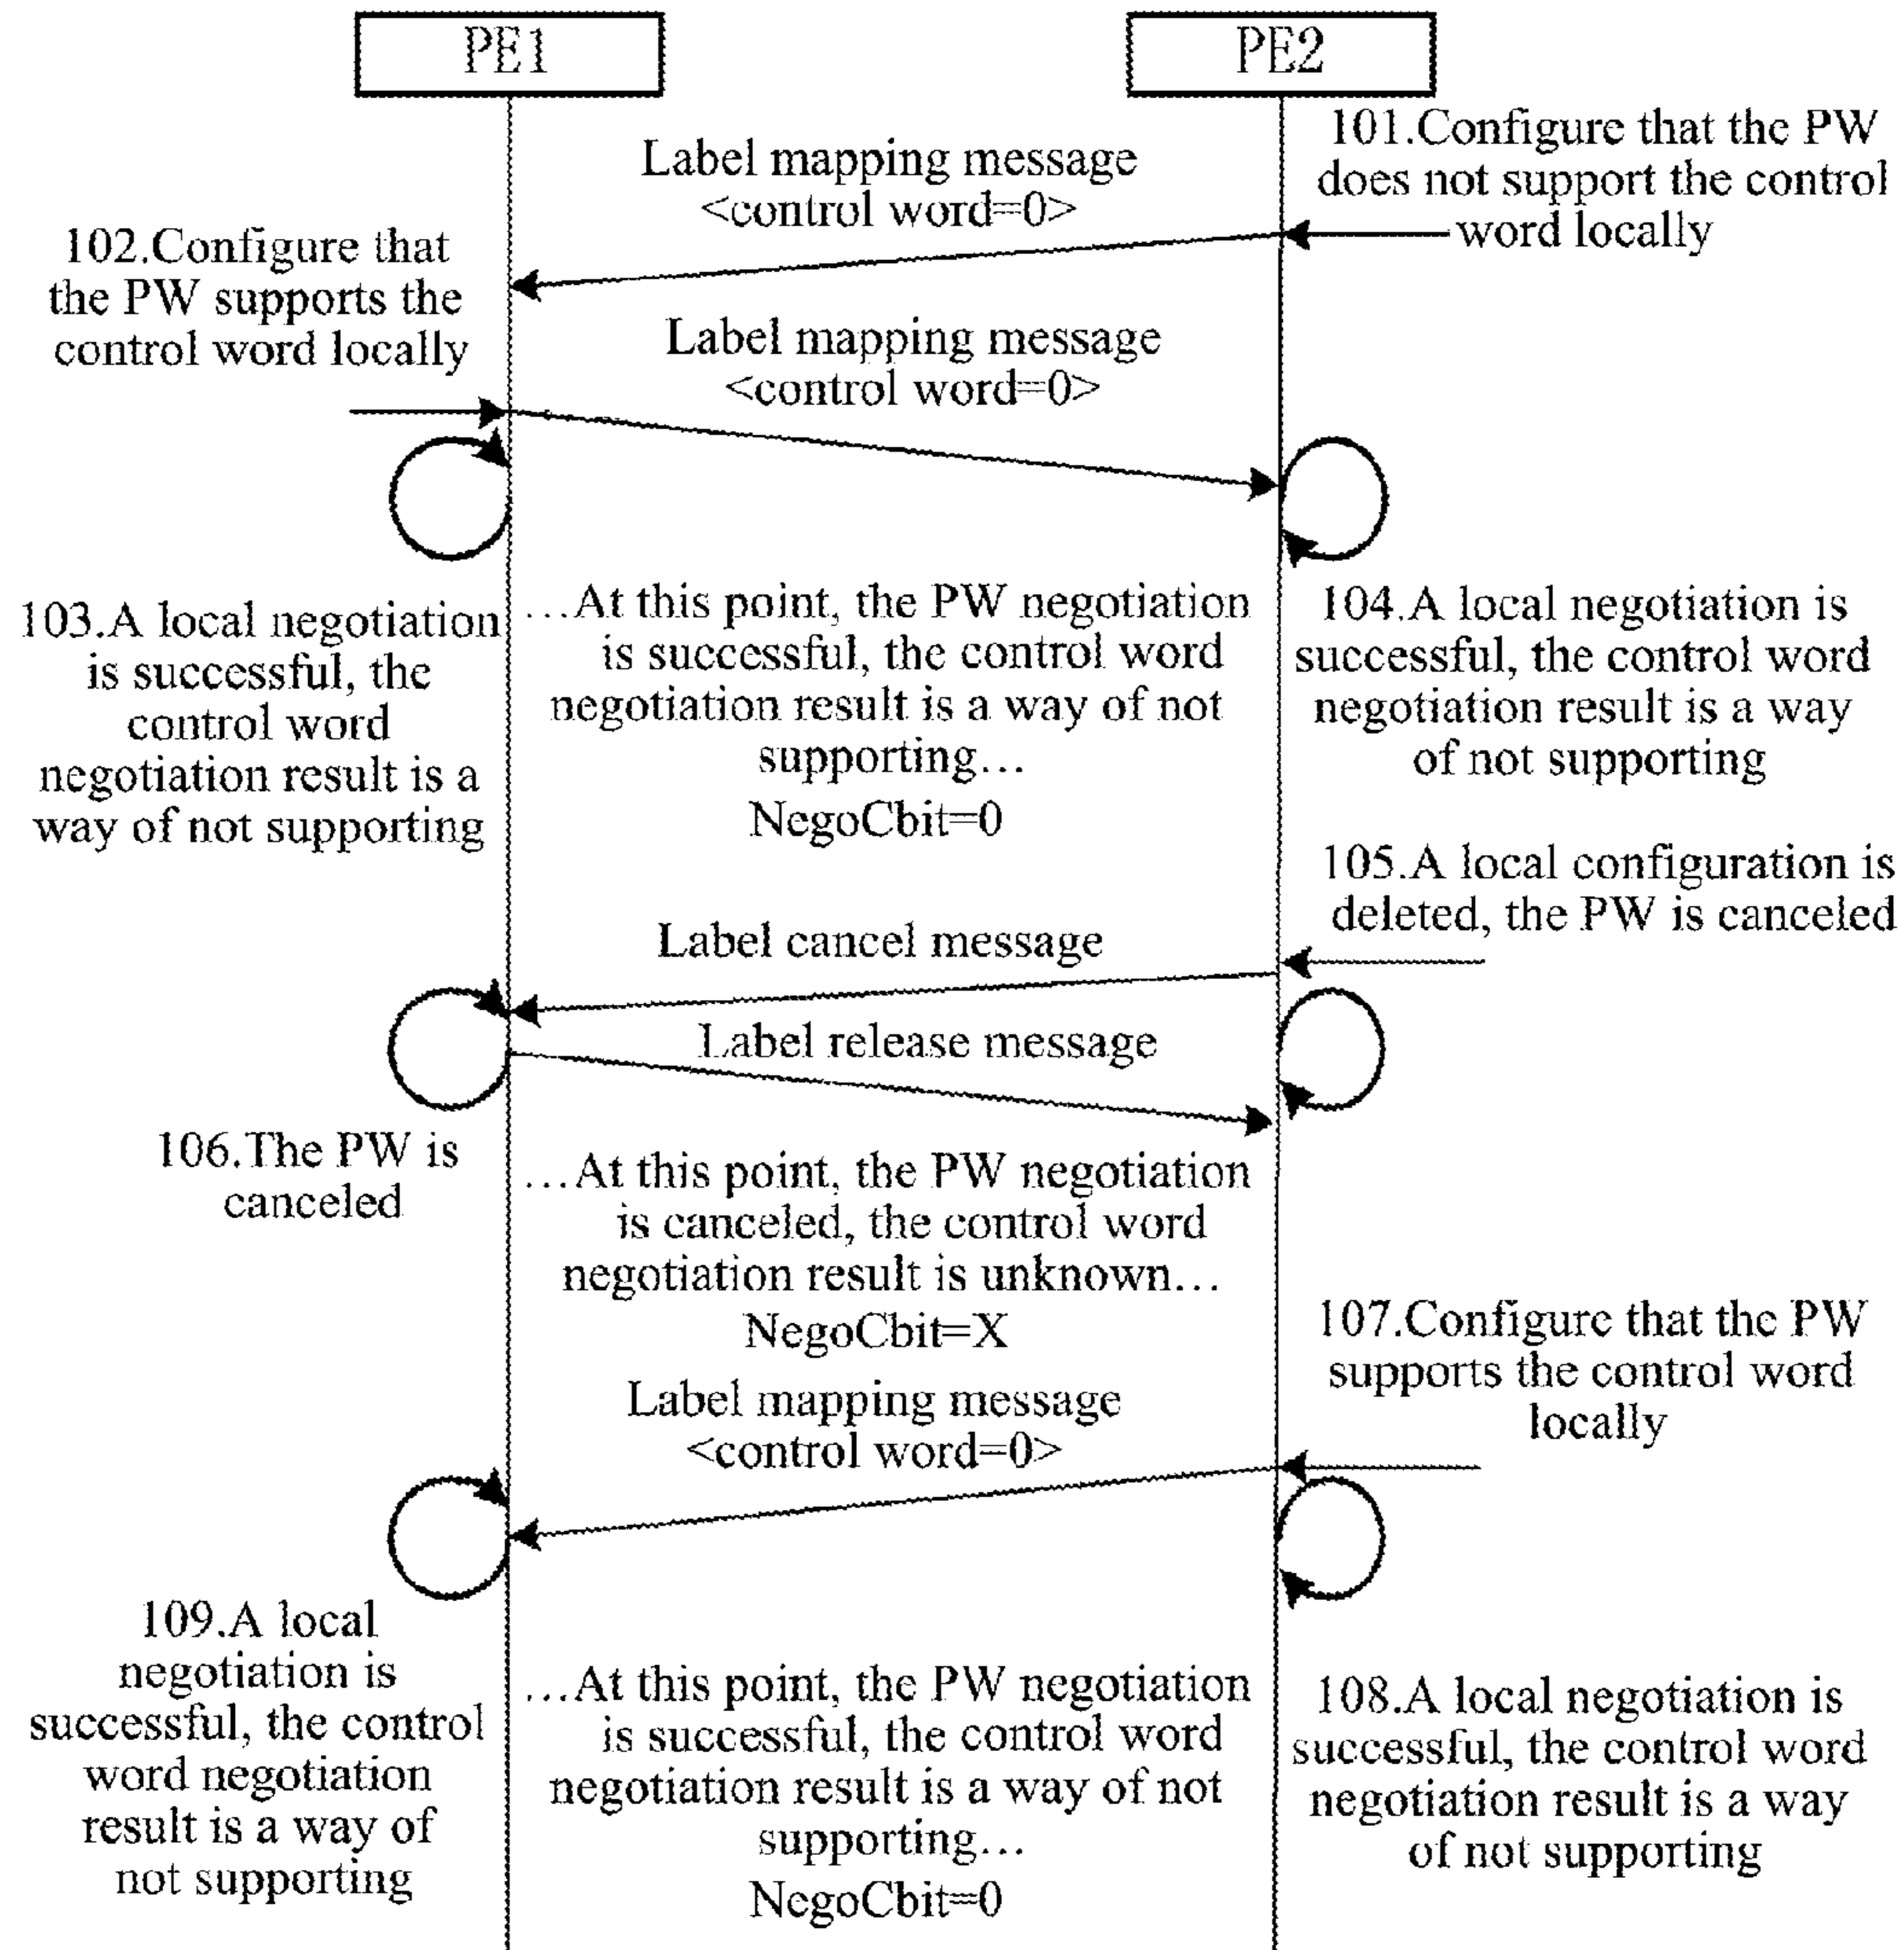 PE1
PE2
101.Configure that the PW
does not support the control
word locally
Label mapping message
<control word=0>
102.Configure that
the PW supports the
control word locally
Label mapping message
<control word=0>
103.A local negotiation
is successful, the
control word
negotiation result is a
way of not supporting
...At this point, the PW negotiation
is successful, the control word
negotiation result is a way of not
supporting...
NegoCbit=0
104.A local negotiation is
successful, the control word
negotiation result is a way
of not supporting
105.A local configuration is
deleted, the PW is canceled
Label cancel message
Label release message
106.The PW is
canceled
...At this point, the PW negotiation
is canceled, the control word
negotiation result is unknown...
NegoCbit=X
107.Configure that the PW
supports the control word
locally
Label mapping message
<control word=0>
109.A local
negotiation is
successful, the control
word negotiation
result is a way of
not supporting
...At this point, the PW negotiation
is successful, the control word
negotiation result is a way of not
supporting...
NegoCbit=0
108.A local negotiation is
successful, the control word
negotiation result is a way
of not supporting